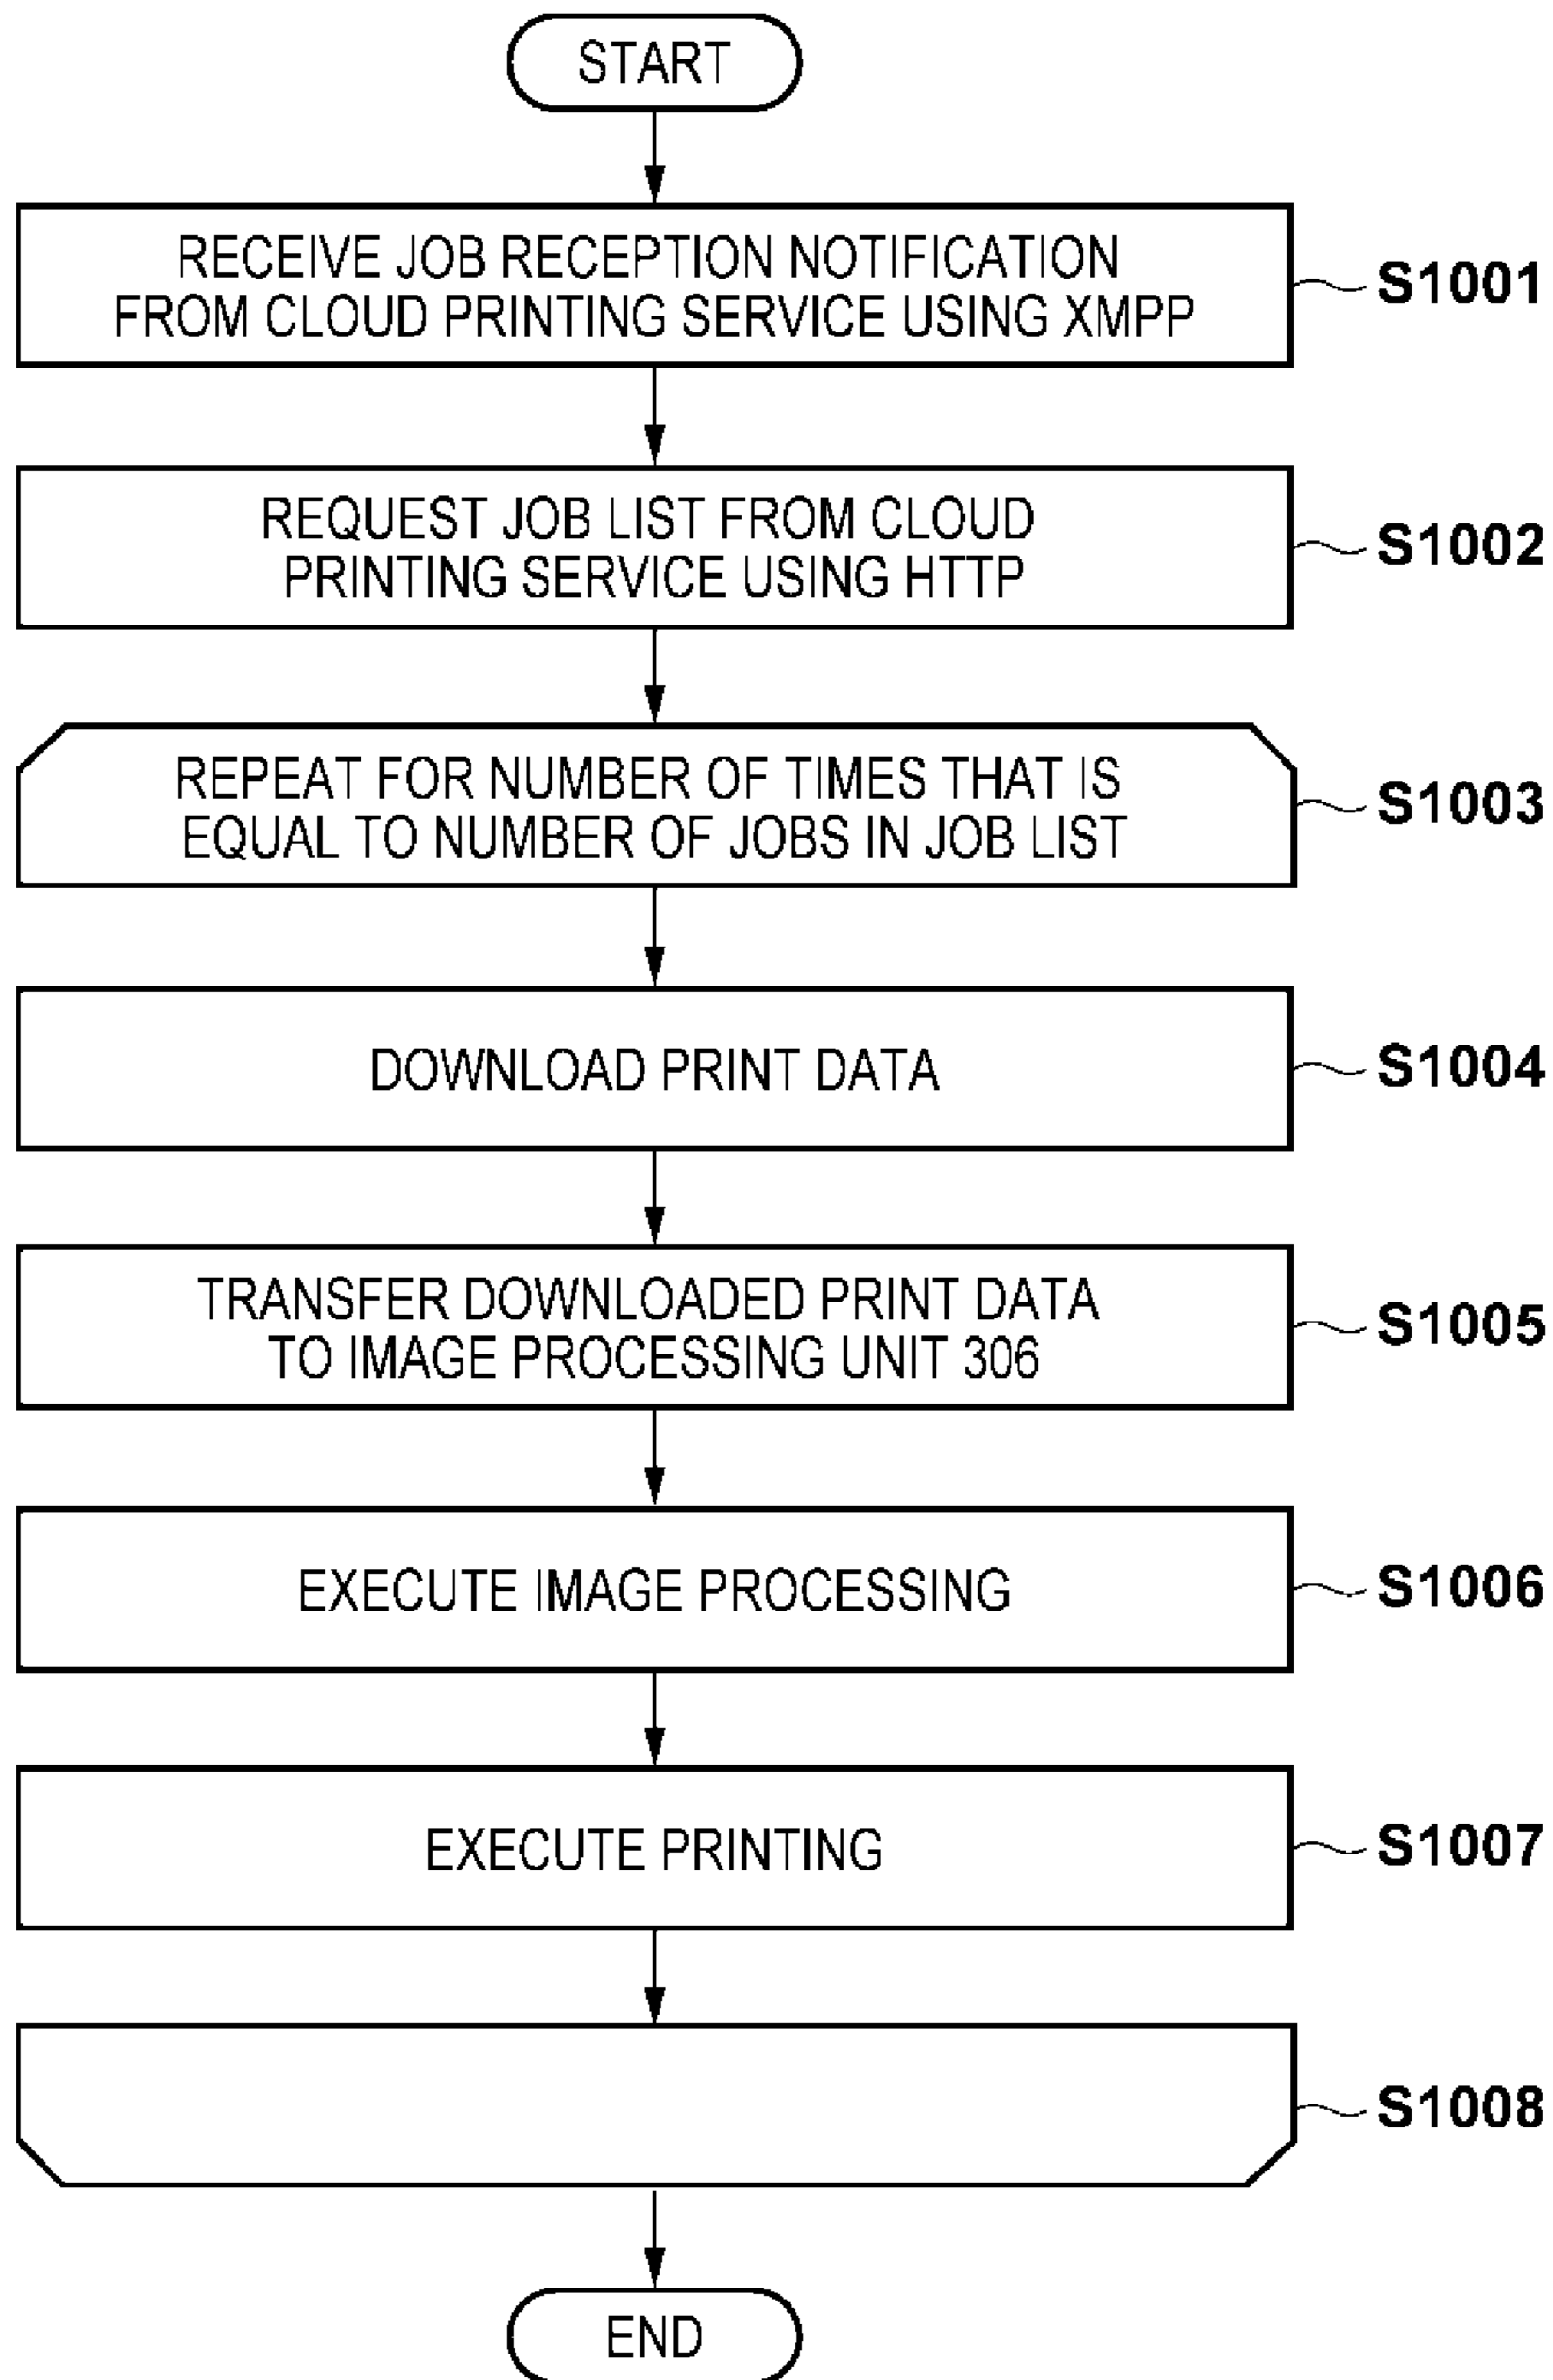 START
RECEIVE JOB RECEPTION NOTIFICATION
FROM CLOUD PRINTING SERVICE USING XMPP
S1001
REQUEST JOB LIST FROM CLOUD
PRINTING SERVICE USING HTTP
S1002
REPEAT FOR NUMBER OF TIMES THAT IS
EQUAL TO NUMBER OF JOBS IN JOB LIST
S1003
DOWNLOAD PRINT DATA
S1004
TRANSFER DOWNLOADED PRINT DATA
TO IMAGE PROCESSING UNIT 306
S1005
EXECUTE IMAGE PROCESSING
S1006
EXECUTE PRINTING
S1007
S1008
END